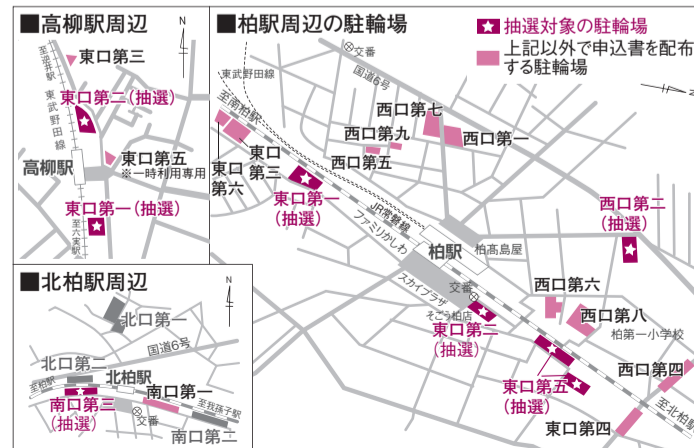 ■高柳駅周辺
N
至逆井駅
東武野田線
東口第三
東口第二(抽選)
高柳駅
東口第五
※一時利用専用
東口第一(抽選)
至六実駅
■北柏駅周辺
N
北口第一
国道6号
北口第二
北柏駅
至柏駅
南口第一
至我孫子駅
南口第三
(抽選)
交番
南口第二
■柏駅周辺の駐輪場
抽選対象の駐輪場
上記以外で申込書を配布
する駐輪場
N
交番
国道6号
東武野田線
至南柏駅
西口第七
西口第九
西口第一
西口第五
東口
第三
東口
第六
東口第一
(抽選)
JR常磐線
ファミリかしわ
柏駅
柏髙島屋
西口第二
(抽選)
スカイプラザ
交番
そごう柏店
東口第二
(抽選)
西口第六
西口第八
柏第一小学校
東口第五
(抽選)
西口第四
至北柏駅
東口第四